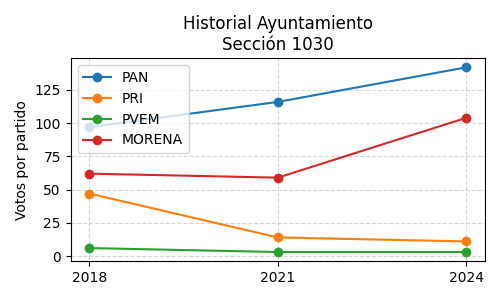 Historial Ayuntamiento
Sección 1030
Votos por partido
125
100
75
50
25
0
PAN
PRI
PVEM
MORENA
2018 2021 2024